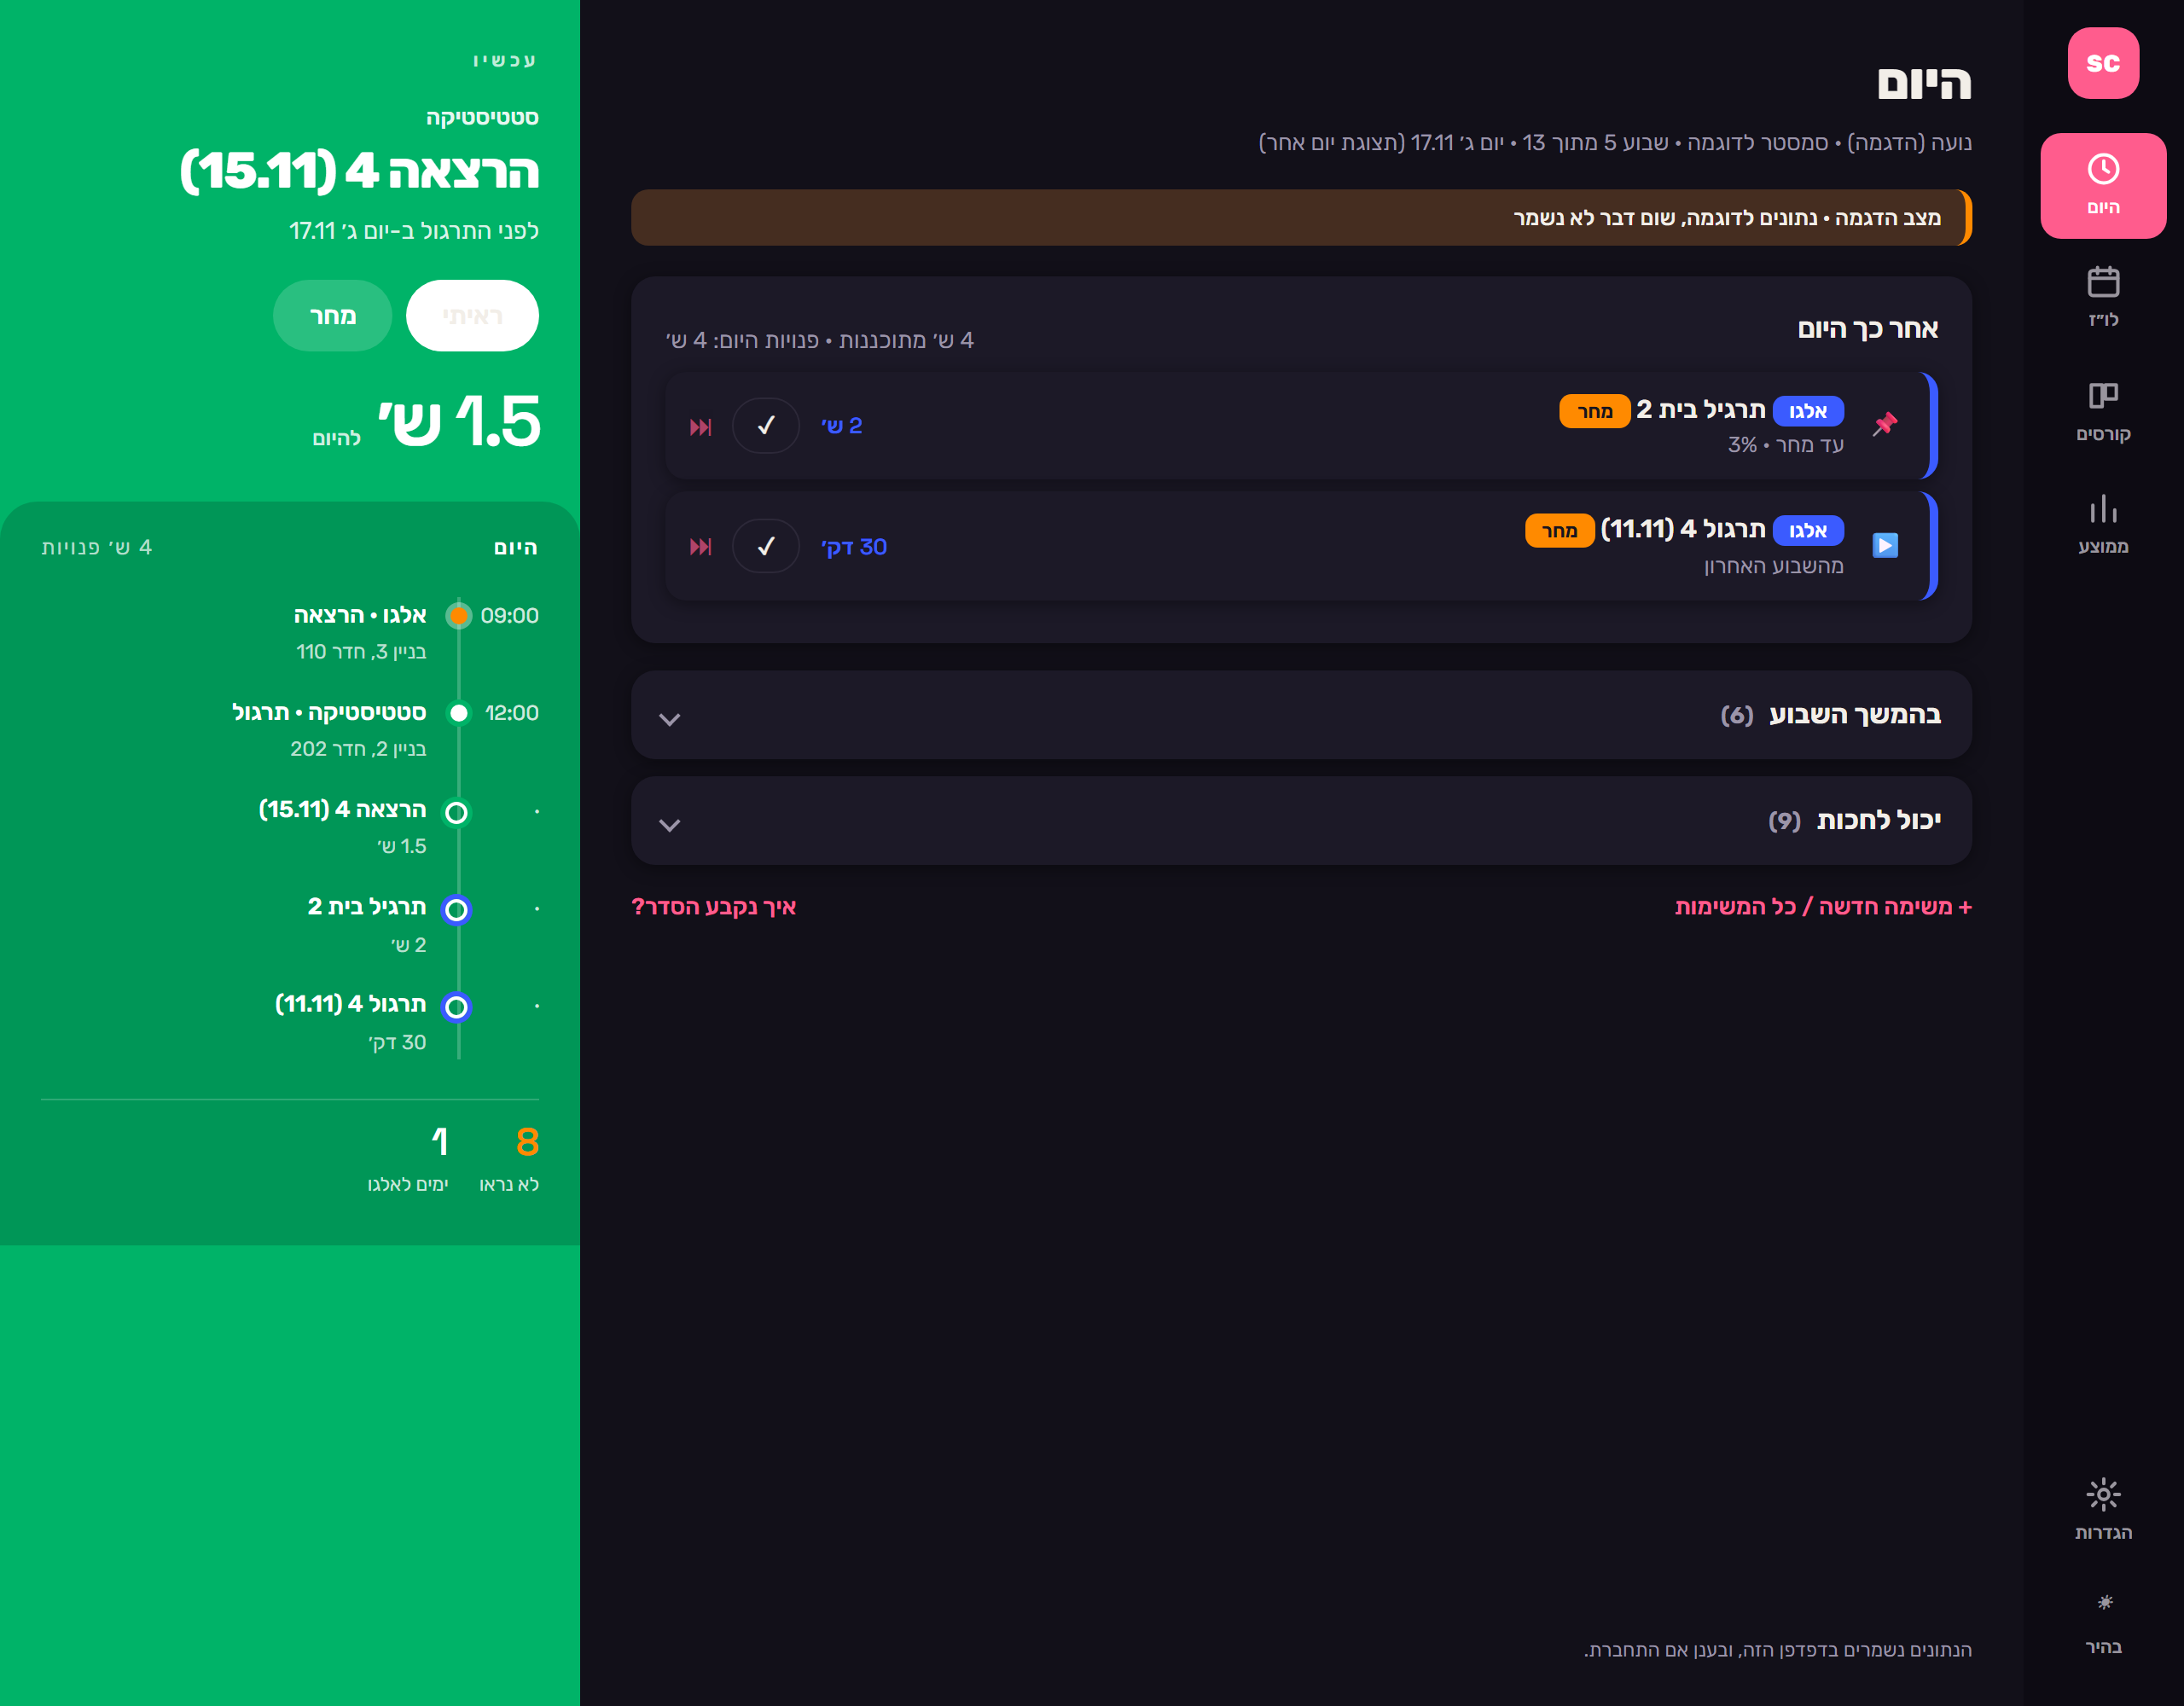 SC
היום
לו״ז
קורסים
ממוצע
הגדרות
בהיר
היום
נועה (הדגמה) • סמסטר לדוגמה • שבוע 5 מתוך 13 • יום ג׳ 17.11 (תצוגת יום אחר)
מצב הדגמה • נתונים לדוגמה, שום דבר לא נשמר
אחר כך היום
4 ש׳ מתוכננות • פנויות היום: 4 ש׳
אלגו תרגיל בית 2 מחר
עד מחר • 3%
2 ש׳
אלגו תרגול 4 (11.11) מחר
מהשבוע האחרון
30 דק׳
בהמשך השבוע (6)
יכול לחכות (9)
+ משימה חדשה / כל המשימות
איך נקבע הסדר?
הנתונים נשמרים בדפדפן הזה, ובענן אם התחברת.
עכשיו
סטטיסטיקה
הרצאה 4 (15.11)
לפני התרגול ב-יום ג׳ 17.11
ראיתי
מחר
1.5 ש׳ להיום
היום
4 ש׳ פנויות
09:00 אלגו • הרצאה
בניין 3, חדר 110
12:00 סטטיסטיקה • תרגול
בניין 2, חדר 202
הרצאה 4 (15.11)
1.5 ש׳
תרגיל בית 2
2 ש׳
תרגול 4 (11.11)
30 דק׳
8
לא נראו
1
ימים לאלגו